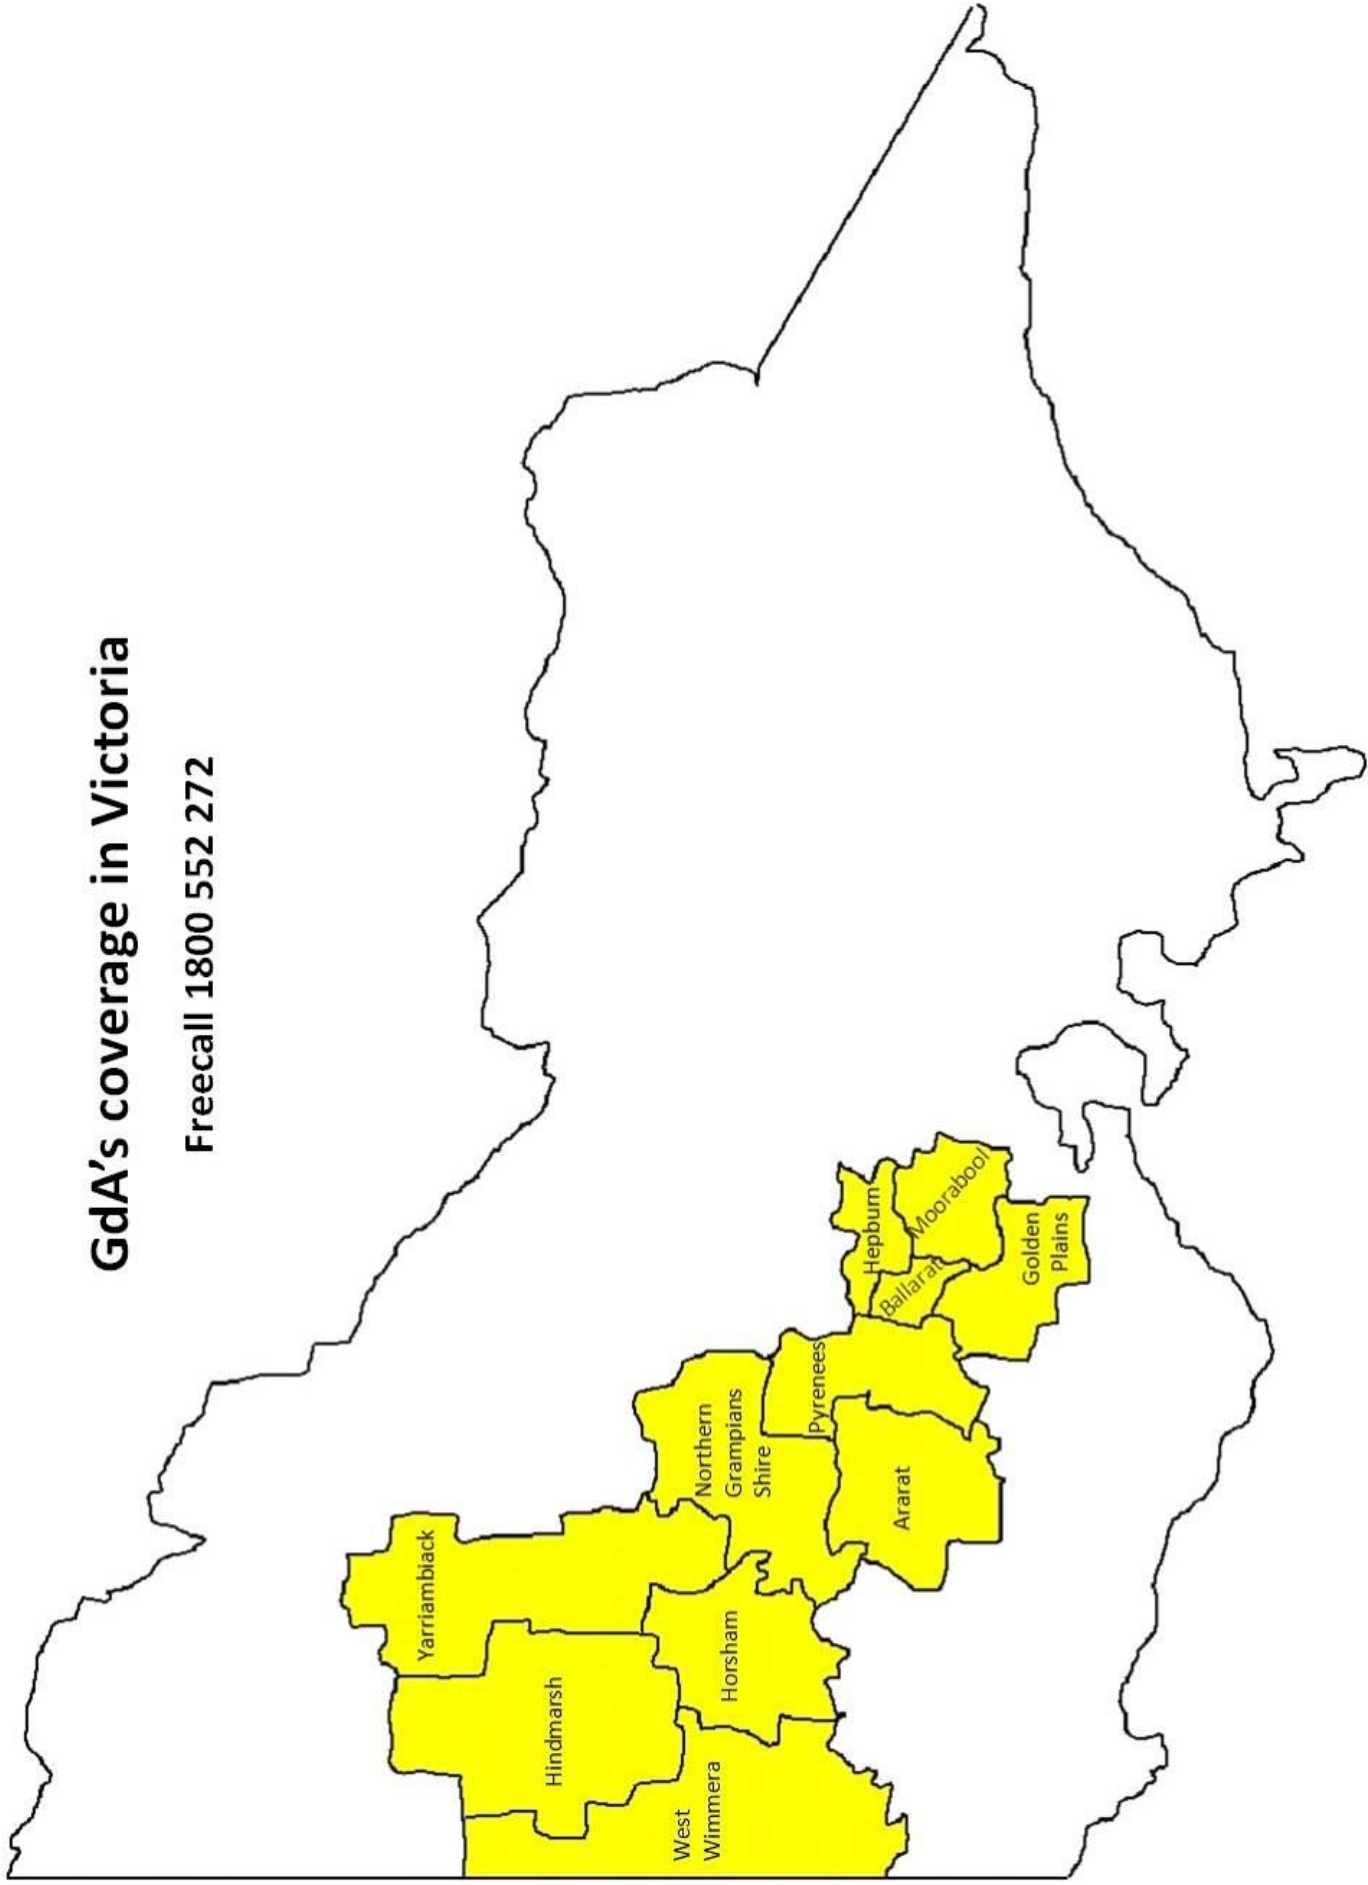 GdA's coverage in Victoria
Freecall 1800 552 272
Yarriambiack
Hindmarsh
West
Wimmera
Horsham
Northern
Grampians
Shire
Pyrenees
Ararat
Hepburn
Ballarat
Moorabool
Golden
Plains